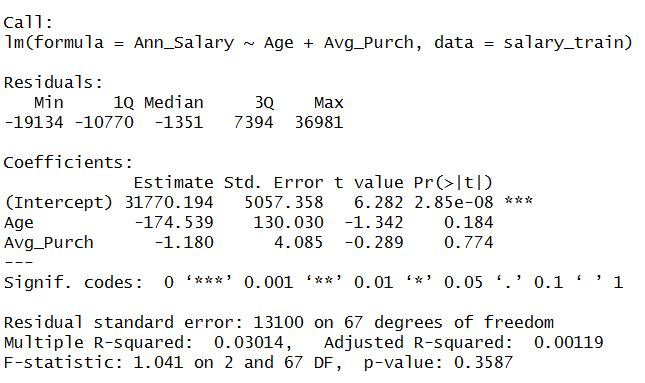 Call:
lm(formula = Ann_Salary ~ Age + Avg_Purch, data = salary_train)
Residuals:
Min 1Q Median 3Q Max
-19134 -10770 -1351 7394 36981
Coefficients:
Estimate Std. Error t value Pr(>|t|)
(Intercept) 31770.194 5057.358 6.282 2.85e-08 ***
Age -174.539 130.030 -1.342 0.184
Avg_Purch -1.180 4.085 -0.289 0.774
---
Signif. codes: 0 ‘***’ 0.001 ‘**’ 0.01 ‘*’ 0.05 ‘.’ 0.1 ‘ ’ 1
Residual standard error: 13100 on 67 degrees of freedom
Multiple R-squared: 0.03014, Adjusted R-squared: 0.00119
F-statistic: 1.041 on 2 and 67 DF, p-value: 0.3587